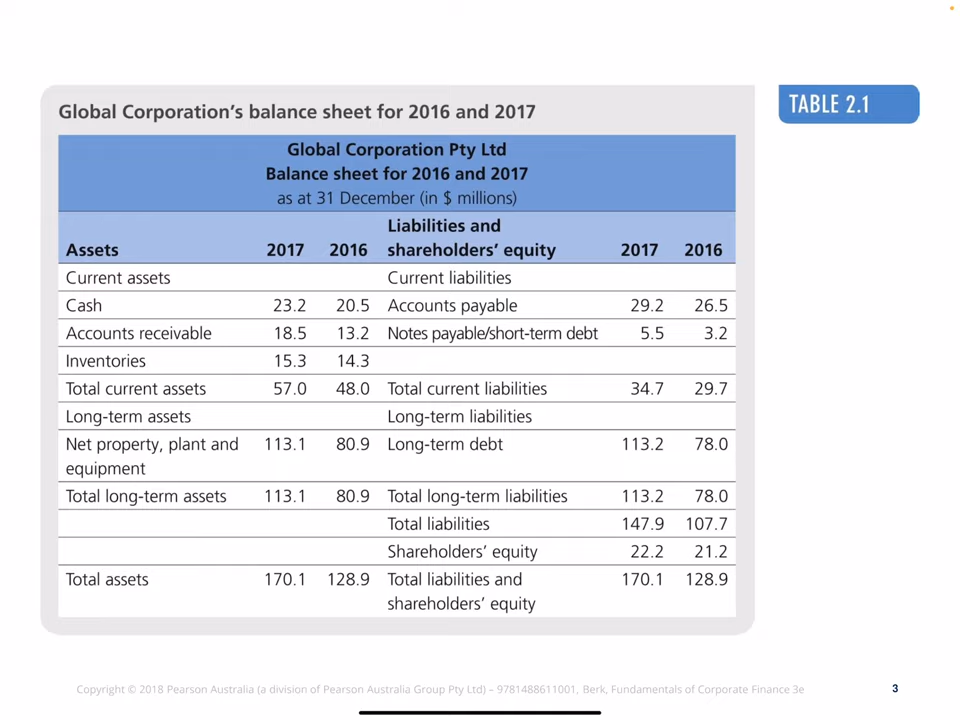 TABLE 2.1
Global Corporation's balance sheet for 2016 and 2017
Global Corporation Pty Ltd
Balance sheet for 2016 and 2017
as at 31 December (in $ millions)
Assets 2017 2016 Liabilities and shareholders' equity 2017 2016
Current assets Current liabilities
Cash 23.2 20.5 Accounts payable 29.2 26.5
Accounts receivable 18.5 13.2 Notes payable/short-term debt 5.5 3.2
Inventories 15.3 14.3
Total current assets 57.0 48.0 Total current liabilities 34.7 29.7
Long-term assets Long-term liabilities
Net property, plant and equipment 113.1 80.9 Long-term debt 113.2 78.0
Total long-term assets 113.1 80.9 Total long-term liabilities 113.2 78.0
Total liabilities 147.9 107.7
Shareholders' equity 22.2 21.2
Total assets 170.1 128.9 Total liabilities and shareholders' equity 170.1 128.9
Copyright © 2018 Pearson Australia (a division of Pearson Australia Group Pty Ltd) – 9781488611001, Berk, Fundamentals of Corporate Finance 3e
3